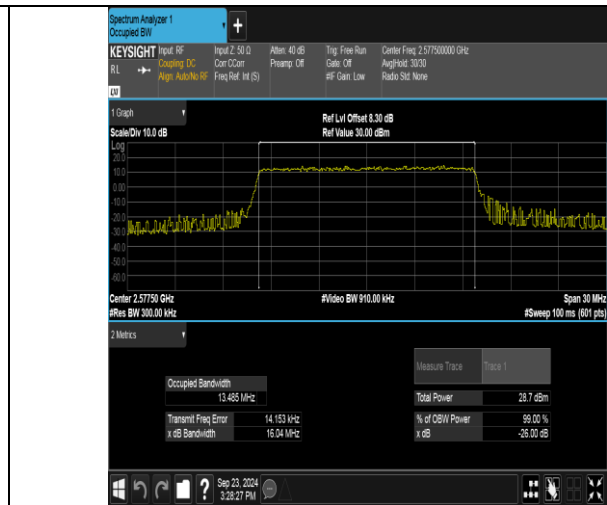 Spectrum Analyzer 1
Occupied BW
+
KEYSIGHT Input: RF Input Z: 50 Ω Atten: 40 dB Trig: Free Run Center Freq: 2.577500000 GHz
RL Coupling: DC Corr CCorr Preamp: Off Gate: Off Avg|Hold: 30/30
Align: Auto/No RF Freq Ref: Int (S) #IF Gain: Low Radio Std: None
LXI
1 Graph
Ref Lvl Offset 8.30 dB
Scale/Div 10.0 dB Ref Value 30.00 dBm
Log
20.0
10.0
0.00
-10.0
-20.0
-30.0
-40.0
-50.0
-60.0
Center 2.57750 GHz #Video BW 910.00 kHz Span 30 MHz
#Res BW 300.00 kHz #Sweep 100 ms (601 pts)
2 Metrics
Measure Trace Trace 1
Occupied Bandwidth
13.485 MHz Total Power 28.7 dBm
Transmit Freq Error 14.153 kHz % of OBW Power 99.00 %
x dB Bandwidth 16.04 MHz x dB -26.00 dB
? Sep 23, 2024
3:28:27 PM